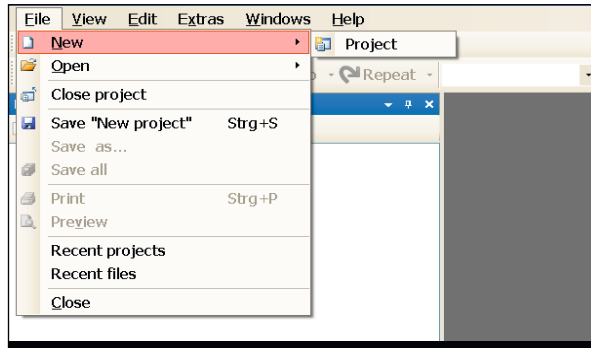 File View Edit Extras Windows Help
New Project
Open
Repeat
Close project
Save "New project" Strg+S
Save as...
Save all
Print Strg+P
Preview
Recent projects
Recent files
Close